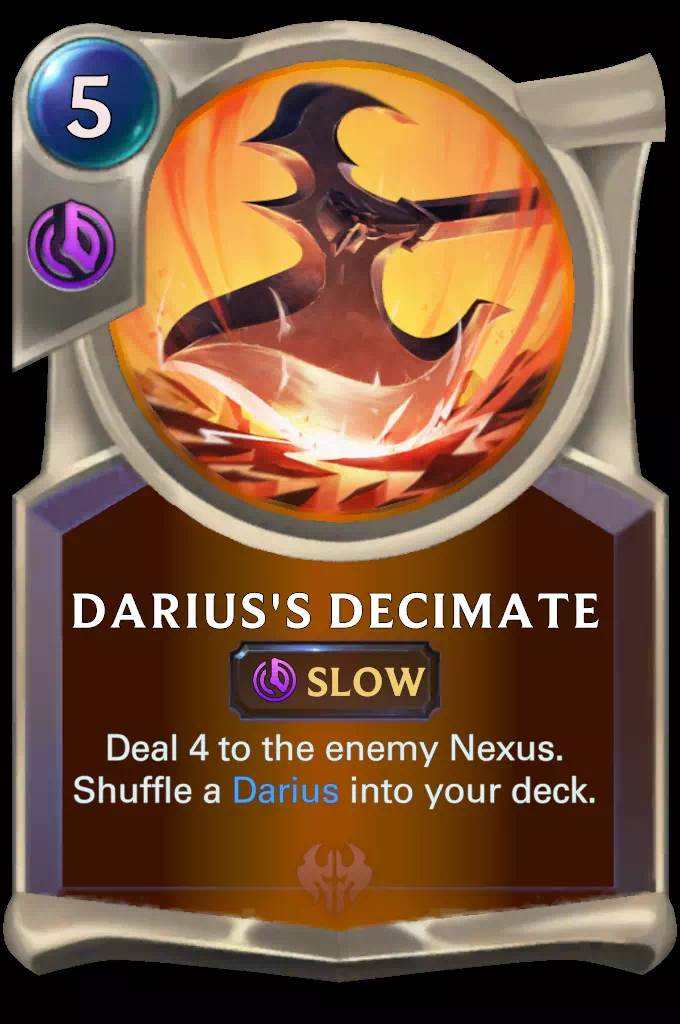 5
DARIUS'S DECIMATE
SLOW
Deal 4 to the enemy Nexus.
Shuffle a Darius into your deck.